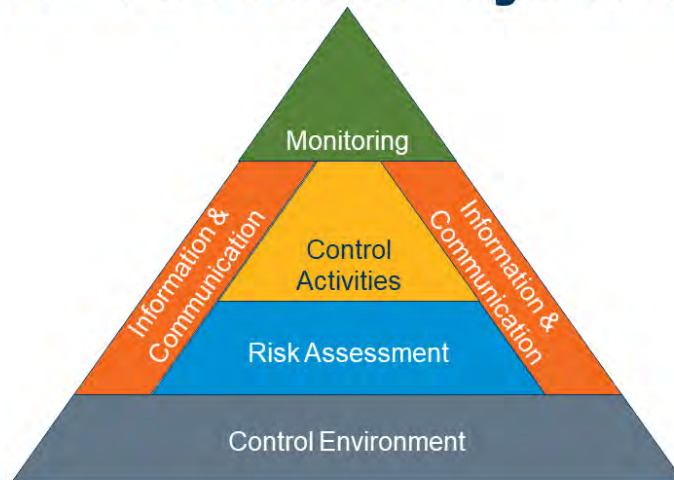 Monitoring
Information &
Communication
Control
Activities
Information &
Communication
Risk Assessment
Control Environment